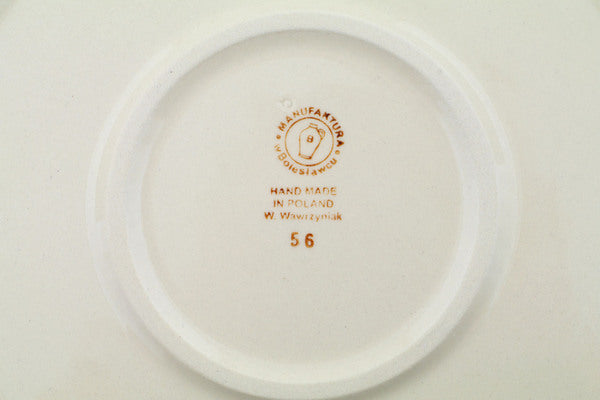 MANUFAKTURA
w Bolesławcu
B
HAND MADE
IN POLAND
W. Wawrzyniak
56